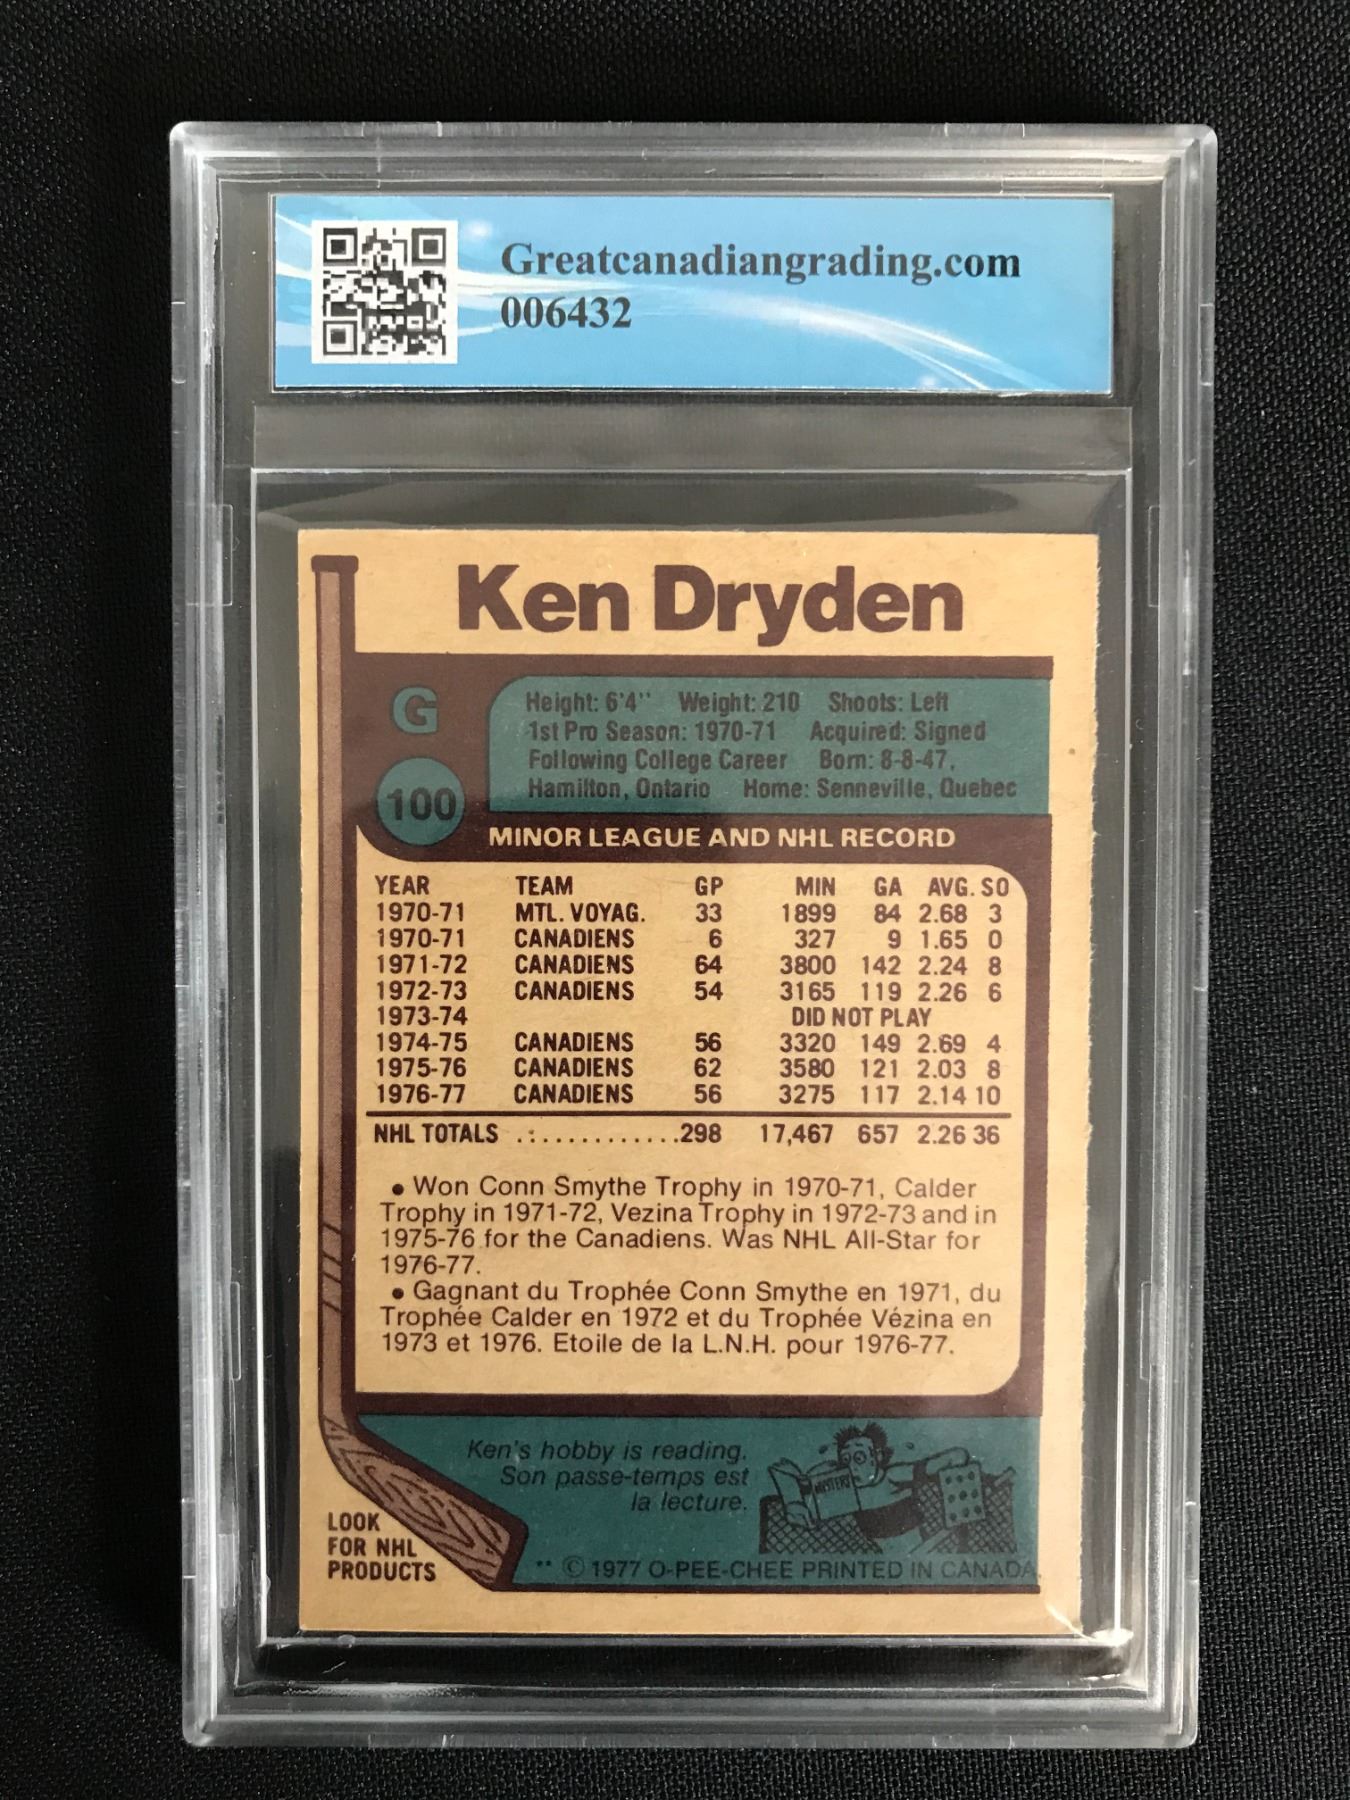 Greatcanadiangrading.com
006432
Ken Dryden
G
100
Height: 6'4" Weight: 210 Shoots: Left
1st Pro Season: 1970-71 Acquired: Signed
Following College Career Born: 8-8-47,
Hamilton, Ontario Home: Senneville, Quebec
MINOR LEAGUE AND NHL RECORD
YEAR TEAM GP MIN GA AVG. SO
1970-71 MTL. VOYAG. 33 1899 84 2.68 3
1970-71 CANADIENS 6 327 9 1.65 0
1971-72 CANADIENS 64 3800 142 2.24 8
1972-73 CANADIENS 54 3165 119 2.26 6
1973-74 DID NOT PLAY
1974-75 CANADIENS 56 3320 149 2.69 4
1975-76 CANADIENS 62 3580 121 2.03 8
1976-77 CANADIENS 56 3275 117 2.14 10
NHL TOTALS .:............298 17,467 657 2.26 36
• Won Conn Smythe Trophy in 1970-71, Calder
Trophy in 1971-72, Vezina Trophy in 1972-73 and in
1975-76 for the Canadiens. Was NHL All-Star for
1976-77.
• Gagnant du Trophée Conn Smythe en 1971, du
Trophée Calder en 1972 et du Trophée Vézina en
1973 et 1976. Etoile de la L.N.H. pour 1976-77.
Ken's hobby is reading.
Son passe-temps est
la lecture.
MYSTERY
LOOK
FOR NHL
PRODUCTS
** © 1977 O-PEE-CHEE PRINTED IN CANADA.